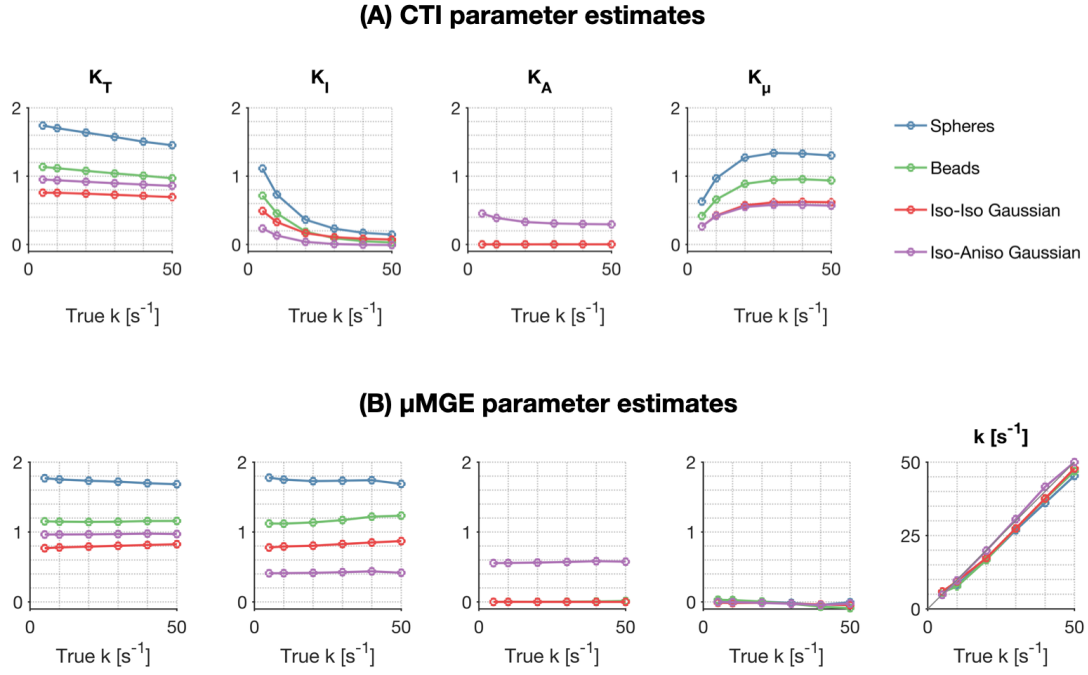 (A) CTI parameter estimates
K_T K_I K_A K_μ
2 2 2 2
1 1 1 1
0 0 0 0
0 50 0 50 0 50 0 50
True k [s^-1] True k [s^-1] True k [s^-1] True k [s^-1]
Spheres
Beads
Iso-Iso Gaussian
Iso-Aniso Gaussian
(B) μMGE parameter estimates
k [s^-1]
2 2 2 2 50
1 1 1 1 25
0 0 0 0 0
0 50 0 50 0 50 0 50 0 50
True k [s^-1] True k [s^-1] True k [s^-1] True k [s^-1] True k [s^-1]